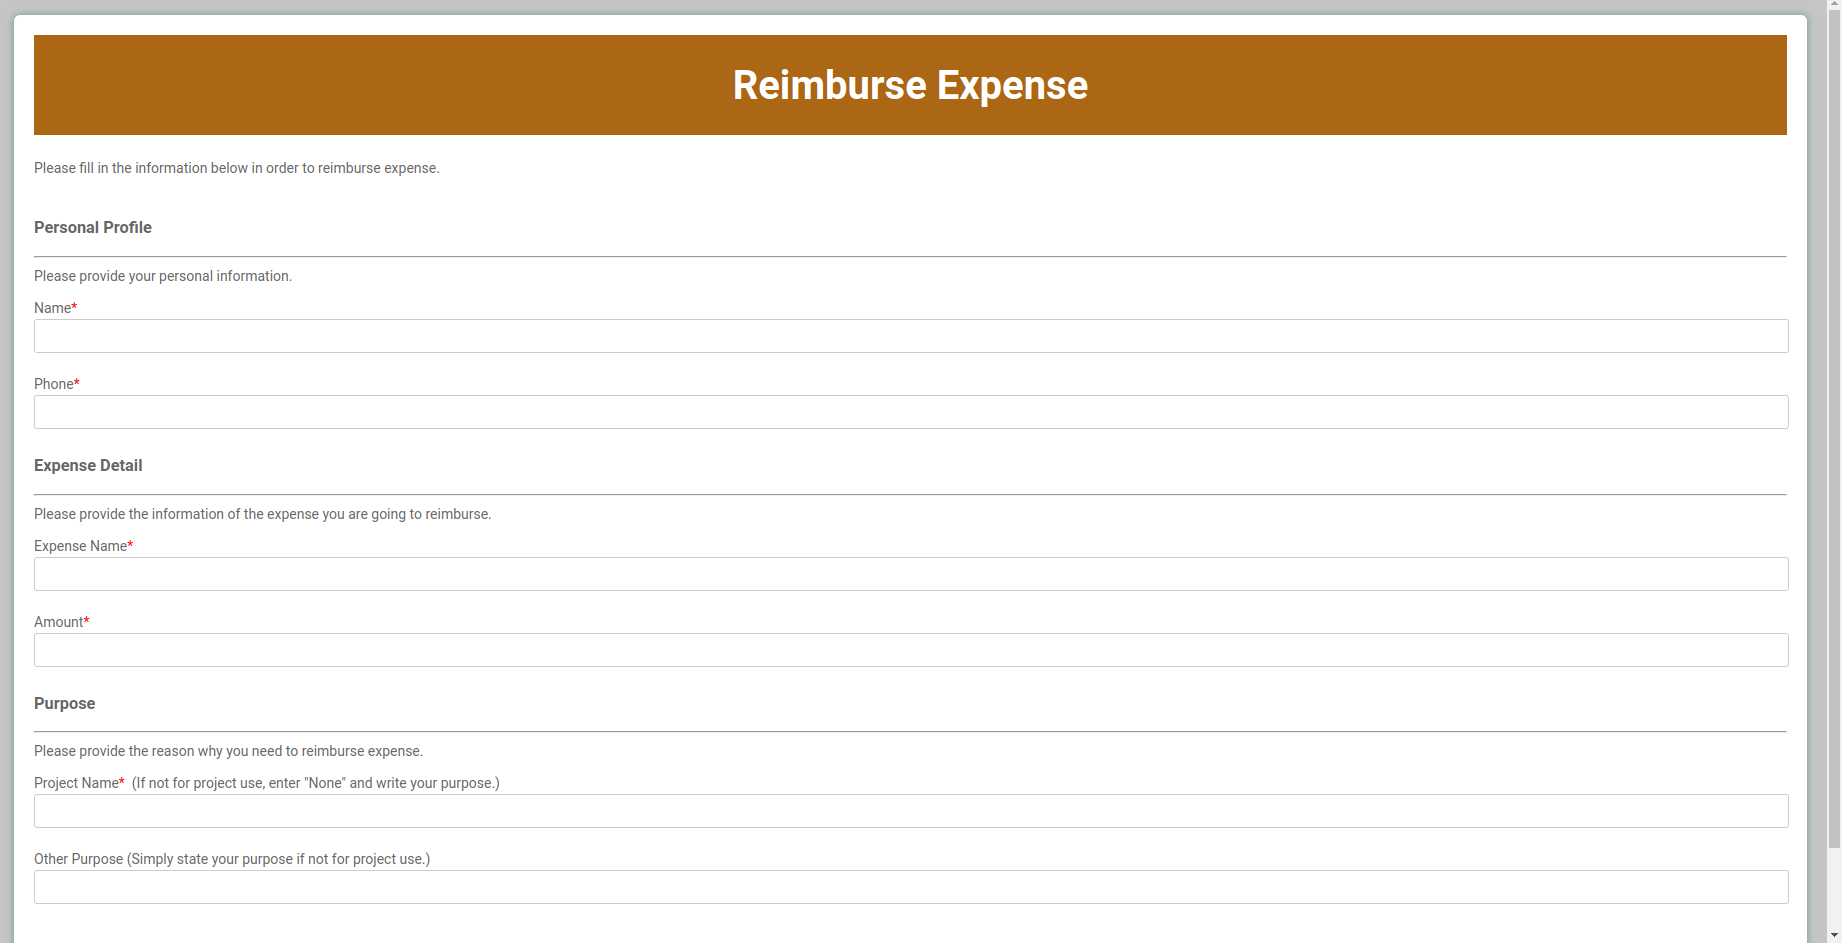 Reimburse Expense
Please fill in the information below in order to reimburse expense.
Personal Profile
Please provide your personal information.
Name*
Phone*
Expense Detail
Please provide the information of the expense you are going to reimburse.
Expense Name*
Amount*
Purpose
Please provide the reason why you need to reimburse expense.
Project Name* (If not for project use, enter "None" and write your purpose.)
Other Purpose (Simply state your purpose if not for project use.)